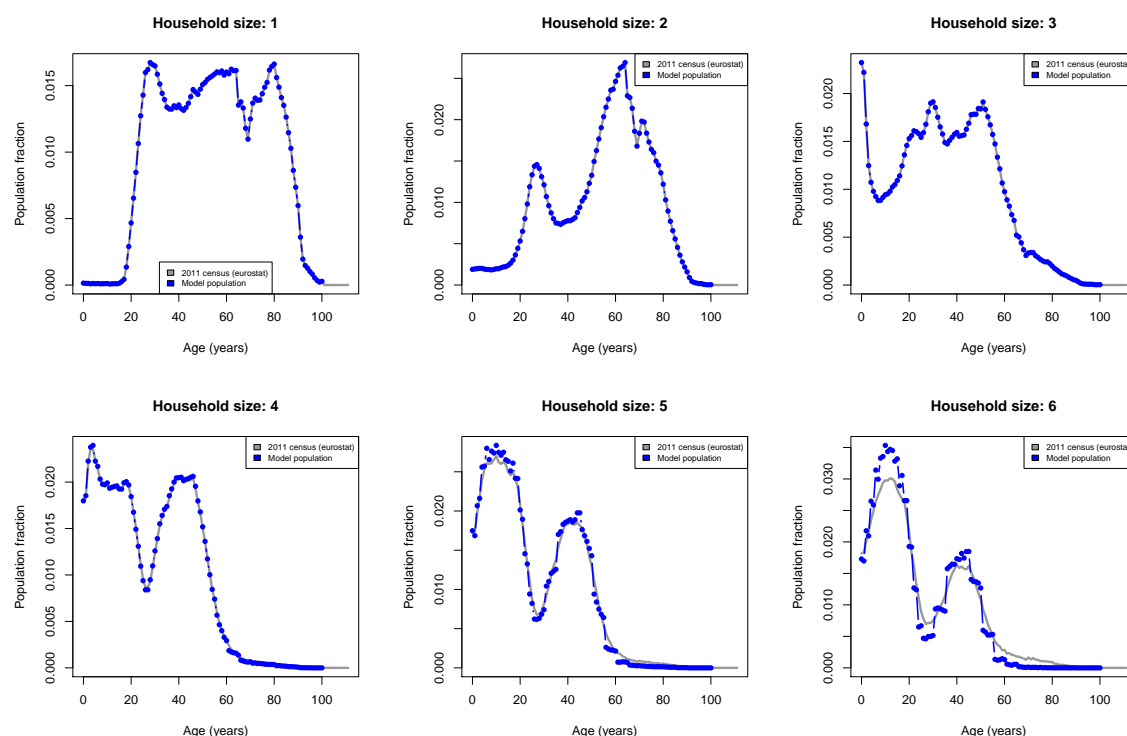 Household size: 1
Population fraction
0.000 0.005 0.010 0.015
2011 census (eurostat)
Model population
0 20 40 60 80 100
Age (years)
Household size: 2
Population fraction
0.000 0.005 0.010 0.015 0.020
2011 census (eurostat)
Model population
0 20 40 60 80 100
Age (years)
Household size: 3
Population fraction
0.000 0.005 0.010 0.015 0.020
2011 census (eurosta
Model population
0 20 40 60 80 100
Age (years)
Household size: 4
Population fraction
0.000 0.005 0.010 0.015 0.020
2011 census (eurostat)
Model population
0 20 40 60 80 100
Age (years)
Household size: 5
Population fraction
0.000 0.010 0.020
2011 census (eurostat)
Model population
0 20 40 60 80 100
Age (years)
Household size: 6
Population fraction
0.000 0.010 0.020 0.030
2011 census (eurosta
Model population
0 20 40 60 80 100
Age (years)